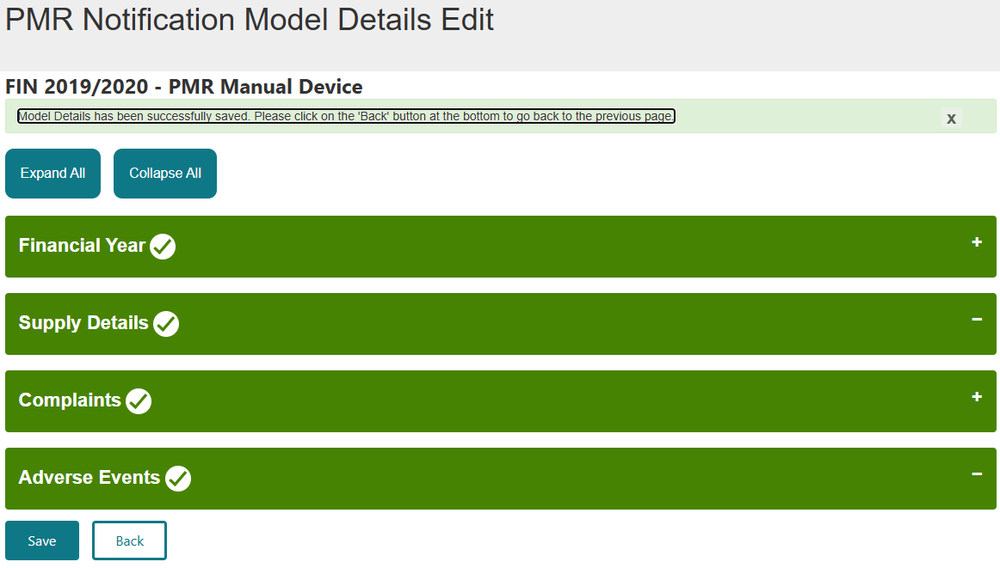 PMR Notification Model Details Edit
FIN 2019/2020 - PMR Manual Device
Model Details has been successfully saved. Please click on the 'Back' button at the bottom to go back to the previous page.
x
Expand All
Collapse All
Financial Year
+
Supply Details
−
Complaints
+
Adverse Events
−
Save
Back